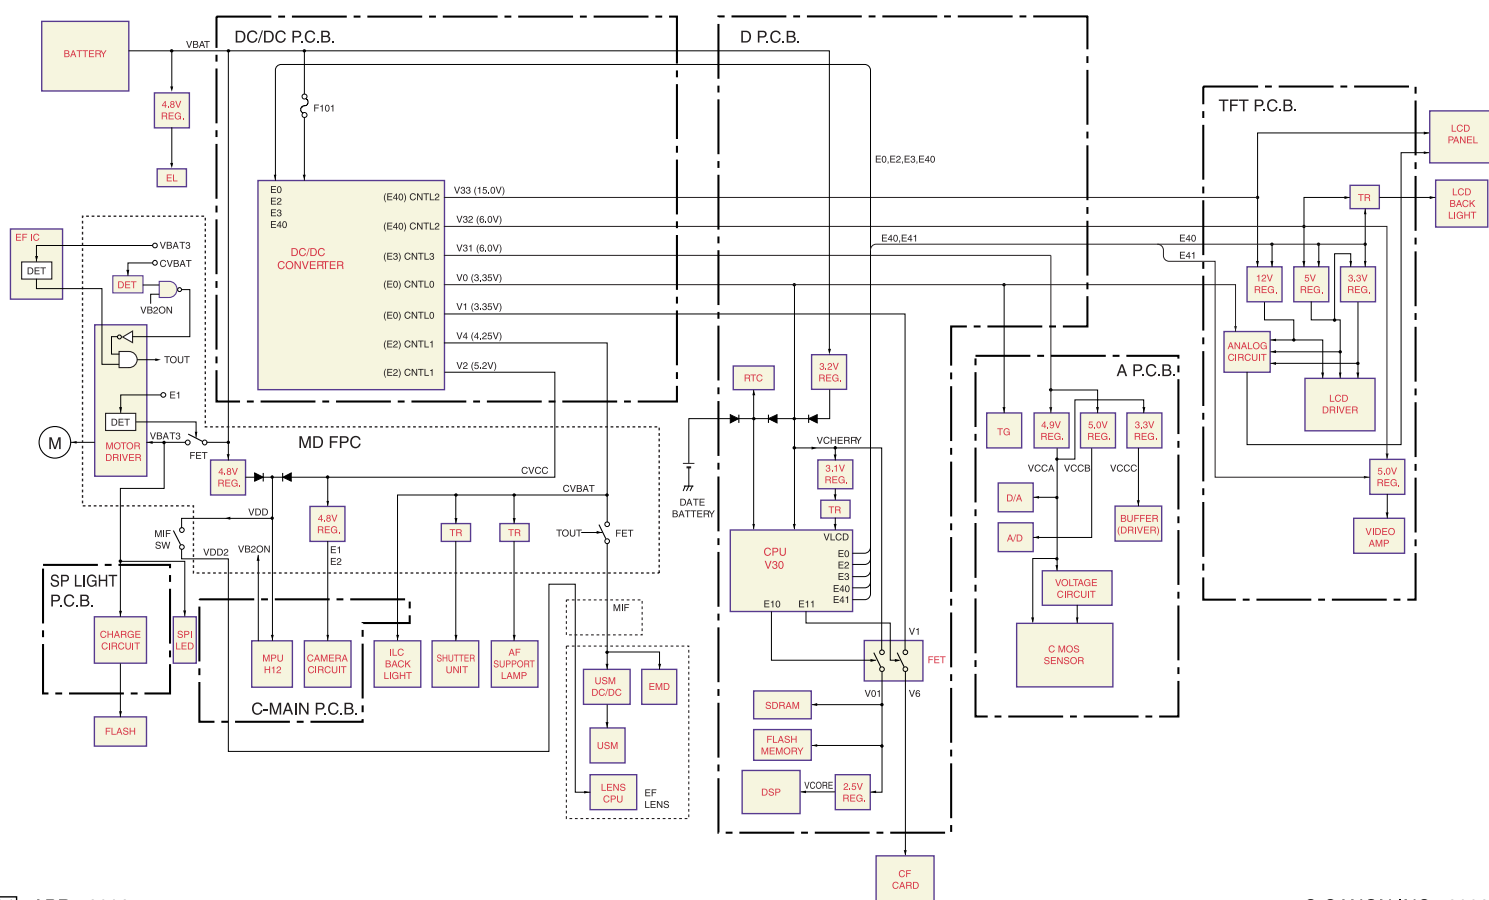 BATTERY
VBAT
DC/DC P.C.B.
D P.C.B.
4.8V
REG.
EL
F101
TFT P.C.B.
LCD
PANEL
E0,E2,E3,E40
E0
E2
E3
E40
DC/DC
CONVERTER
(E40) CNTL2
V33 (15.0V)
(E40) CNTL2
V32 (6.0V)
(E3) CNTL3
V31 (6.0V)
(E0) CNTL0
V0 (3.35V)
(E0) CNTL0
V1 (3.35V)
(E2) CNTL1
V4 (4.25V)
(E2) CNTL1
V2 (5.2V)
TR
LCD
BACK
LIGHT
E40,E41
E40
E41
12V
REG.
5V
REG.
3.3V
REG.
ANALOG
CIRCUIT
LCD
DRIVER
5.0V
REG.
VIDEO
AMP
EF IC
DET
VBAT3
CVBAT
DET
VB2ON
TOUT
E1
DET
VBAT3
FET
M
MOTOR
DRIVER
MD FPC
4.8V
REG.
CVCC
CVBAT
VDD
MIF
SW
VDD2
VB2ON
4.8V
REG.
E1
E2
TR
TR
TOUT
FET
SP LIGHT
P.C.B.
CHARGE
CIRCUIT
SPI
LED
FLASH
MPU
H12
CAMERA
CIRCUIT
C-MAIN P.C.B.
ILC
BACK
LIGHT
SHUTTER
UNIT
AF
SUPPORT
LAMP
MIF
USM
DC/DC
EMD
USM
LENS
CPU
EF
LENS
RTC
3.2V
REG.
DATE
BATTERY
VCHERRY
3.1V
REG.
TR
VLCD
CPU
V30
E0
E2
E3
E40
E41
E10
E11
V1
FET
V01
V6
SDRAM
FLASH
MEMORY
DSP
VCORE
2.5V
REG.
CF
CARD
A P.C.B.
TG
4.9V
REG.
5.0V
REG.
3.3V
REG.
VCCA
VCCB
VCCC
D/A
A/D
BUFFER
(DRIVER)
VOLTAGE
CIRCUIT
C MOS
SENSOR